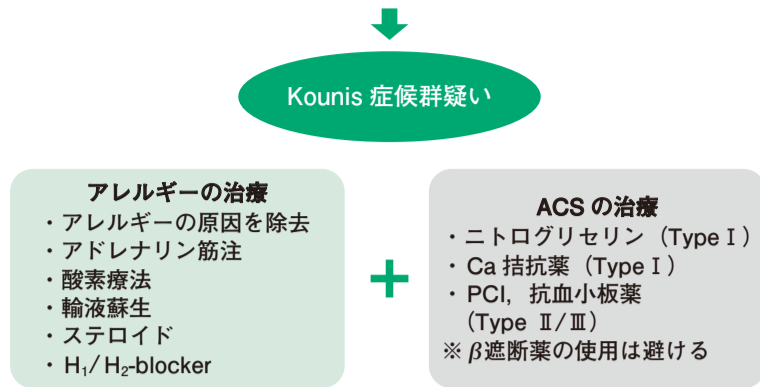 Kounis 症候群疑い
アレルギーの治療
・アレルギーの原因を除去
・アドレナリン筋注
・酸素療法
・輸液蘇生
・ステロイド
・H₁/H₂-blocker
+
ACS の治療
・ニトログリセリン（Type Ⅰ）
・Ca 拮抗薬（Type Ⅰ）
・PCI，抗血小板薬
（Type Ⅱ/Ⅲ）
※ β遮断薬の使用は避ける